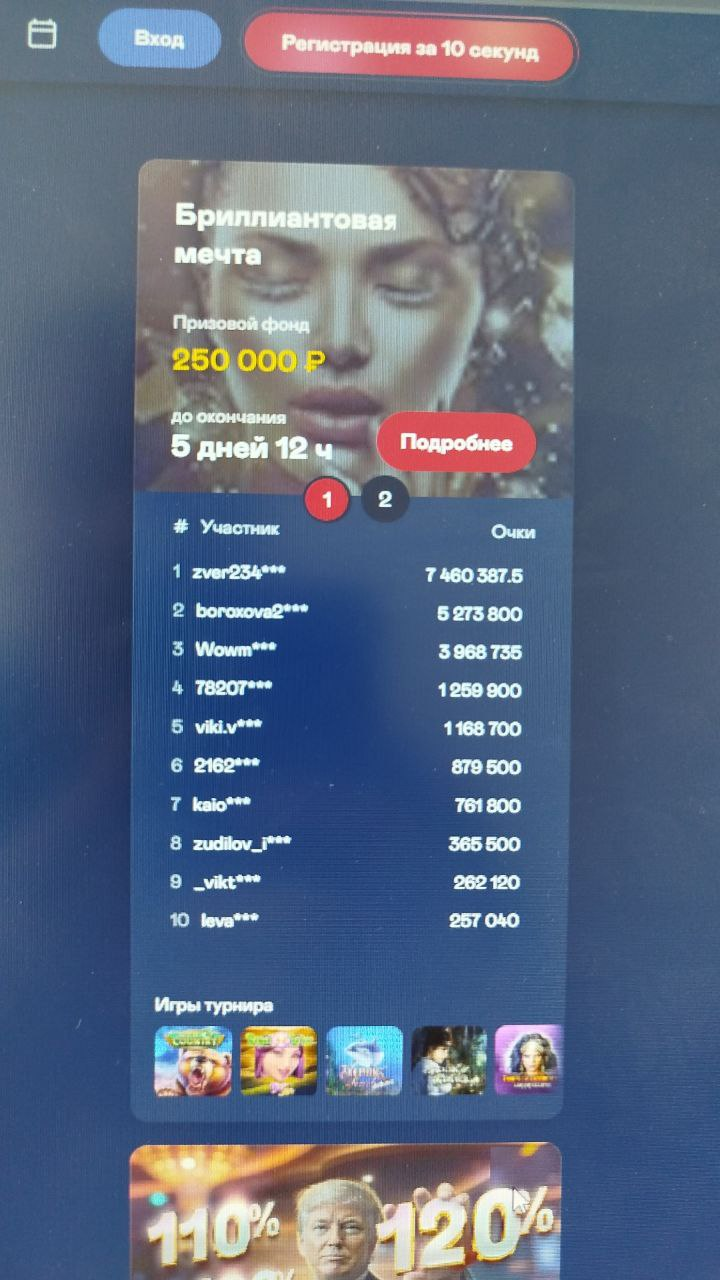 Вход
Регистрация за 10 секунд
Бриллиантовая
мечта
Призовой фонд
250 000 ₽
до окончания
5 дней 12 ч
Подробнее
1 2
# Участник Очки
1 zver234*** 7 460 387.5
2 boroxova2*** 5 273 800
3 Wowm*** 3 968 735
4 78207*** 1 259 900
5 viki.v*** 1 168 700
6 2162*** 879 500
7 kaio*** 761 800
8 zudilov_i*** 365 500
9 _vikt*** 262 120
10 leva*** 257 040
Игры турнира
COUNTRY
110% 120%